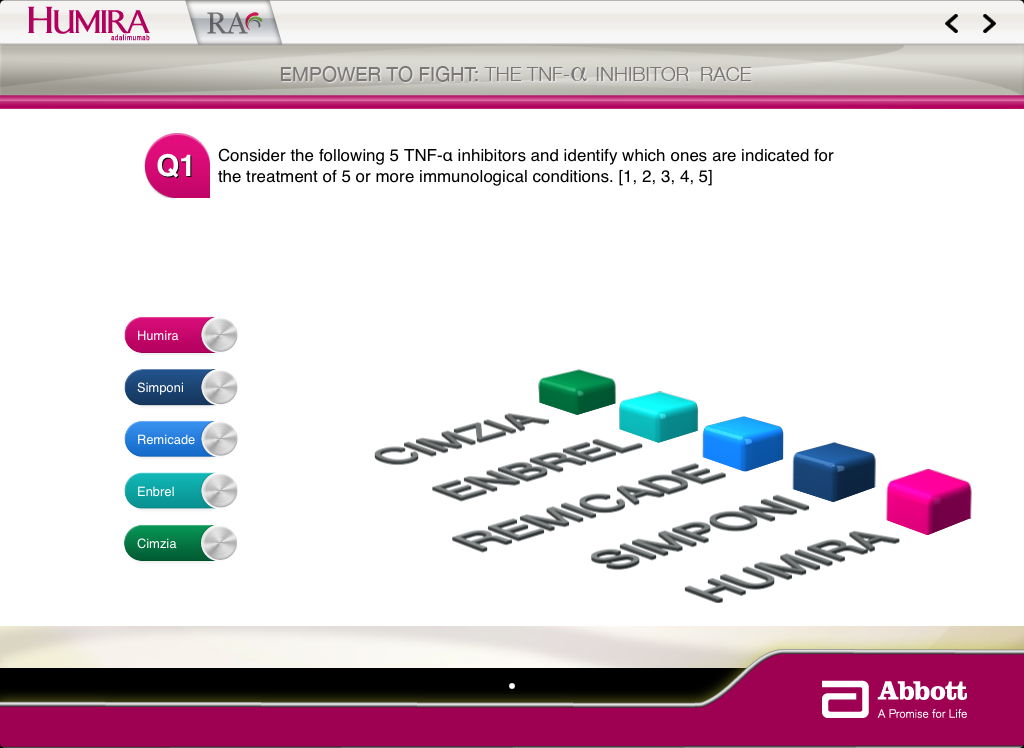 HUMIRA
adalimumab
RA
EMPOWER TO FIGHT: THE TNF-α INHIBITOR RACE
Q1
Consider the following 5 TNF-α inhibitors and identify which ones are indicated for
the treatment of 5 or more immunological conditions. [1, 2, 3, 4, 5]
Humira
Simponi
Remicade
Enbrel
Cimzia
CIMZIA
ENBREL
REMICADE
SIMPONI
HUMIRA
Abbott
A Promise for Life